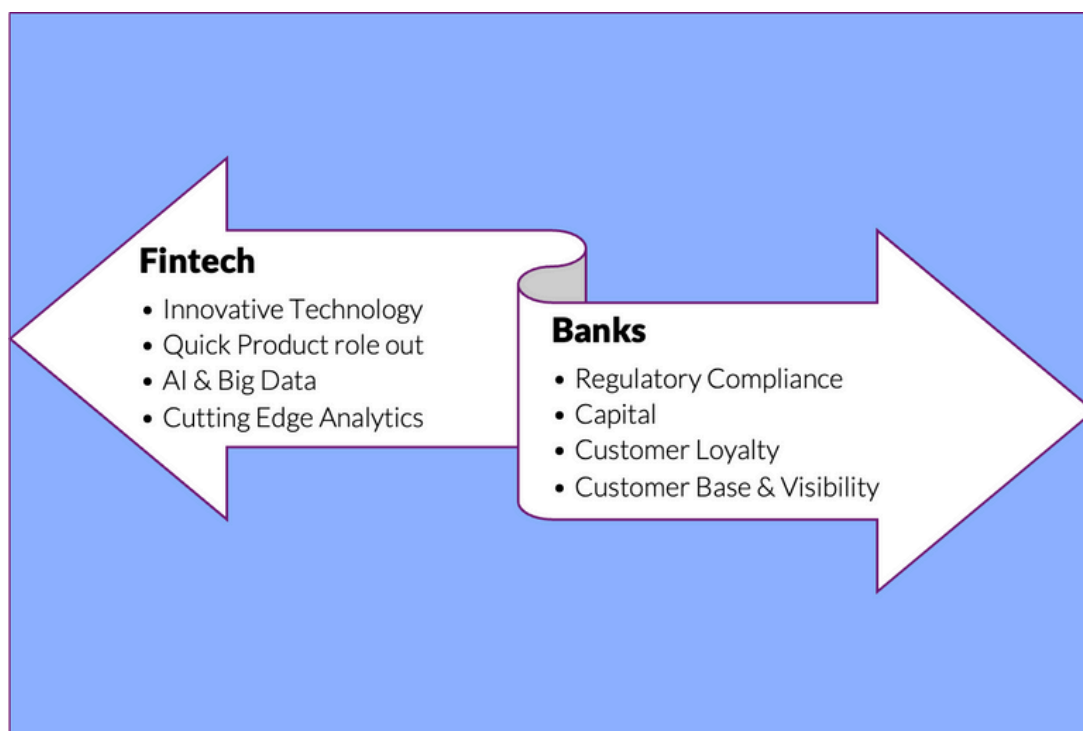 Fintech
• Innovative Technology
• Quick Product role out
• AI & Big Data
• Cutting Edge Analytics
Banks
• Regulatory Compliance
• Capital
• Customer Loyalty
• Customer Base & Visibility